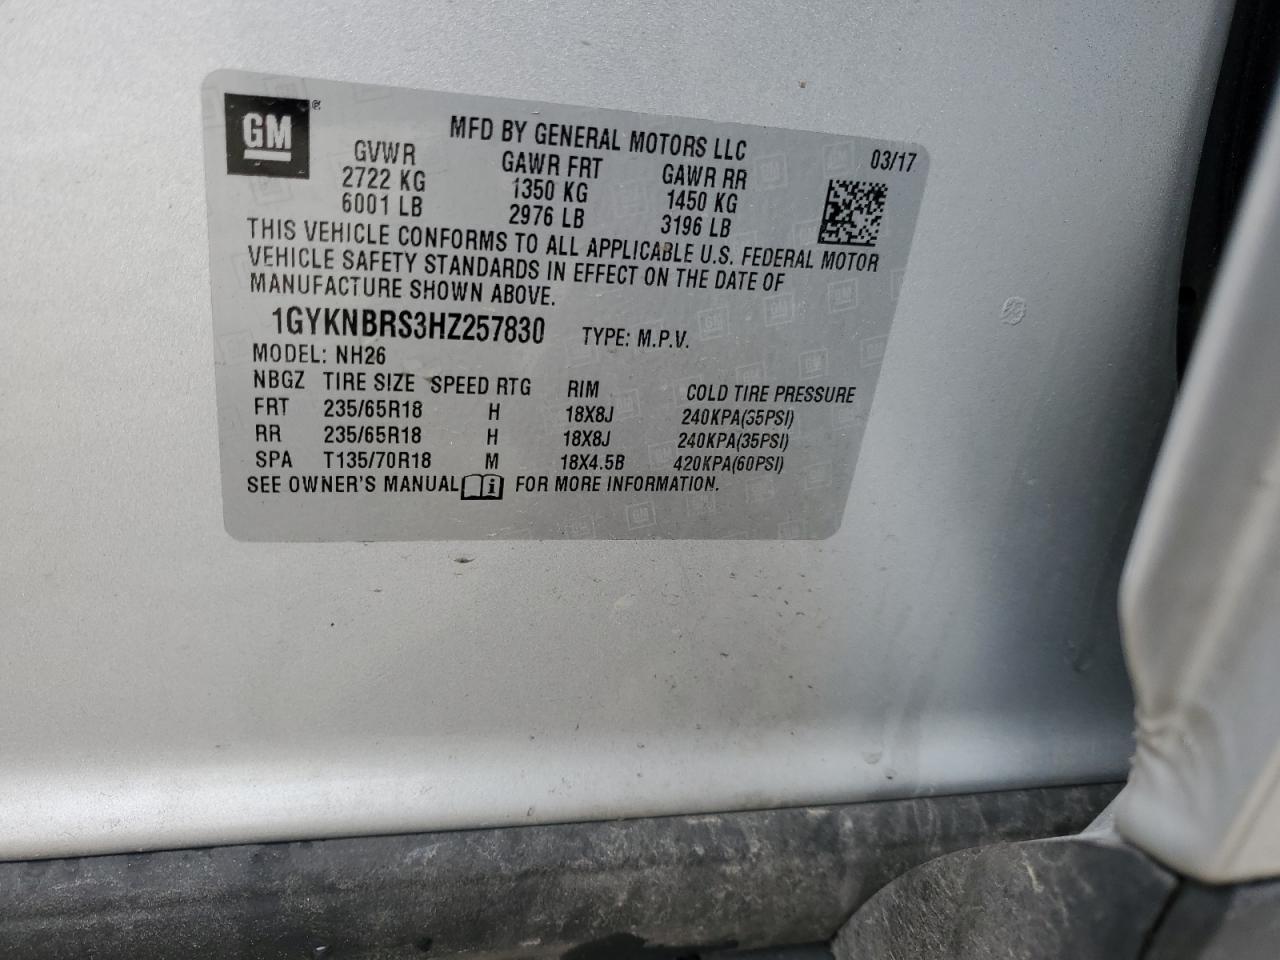 GM ®
MFD BY GENERAL MOTORS LLC 03/17
GVWR GAWR FRT GAWR RR
2722 KG 1350 KG 1450 KG
6001 LB 2976 LB 3196 LB
THIS VEHICLE CONFORMS TO ALL APPLICABLE U.S. FEDERAL MOTOR
VEHICLE SAFETY STANDARDS IN EFFECT ON THE DATE OF
MANUFACTURE SHOWN ABOVE.
1GYKNBRS3HZ257830 TYPE: M.P.V.
MODEL: NH26
NBGZ TIRE SIZE SPEED RTG RIM COLD TIRE PRESSURE
FRT 235/65R18 H 18X8J 240KPA(35PSI)
RR 235/65R18 H 18X8J 240KPA(35PSI)
SPA T135/70R18 M 18X4.5B 420KPA(60PSI)
SEE OWNER'S MANUAL FOR MORE INFORMATION.